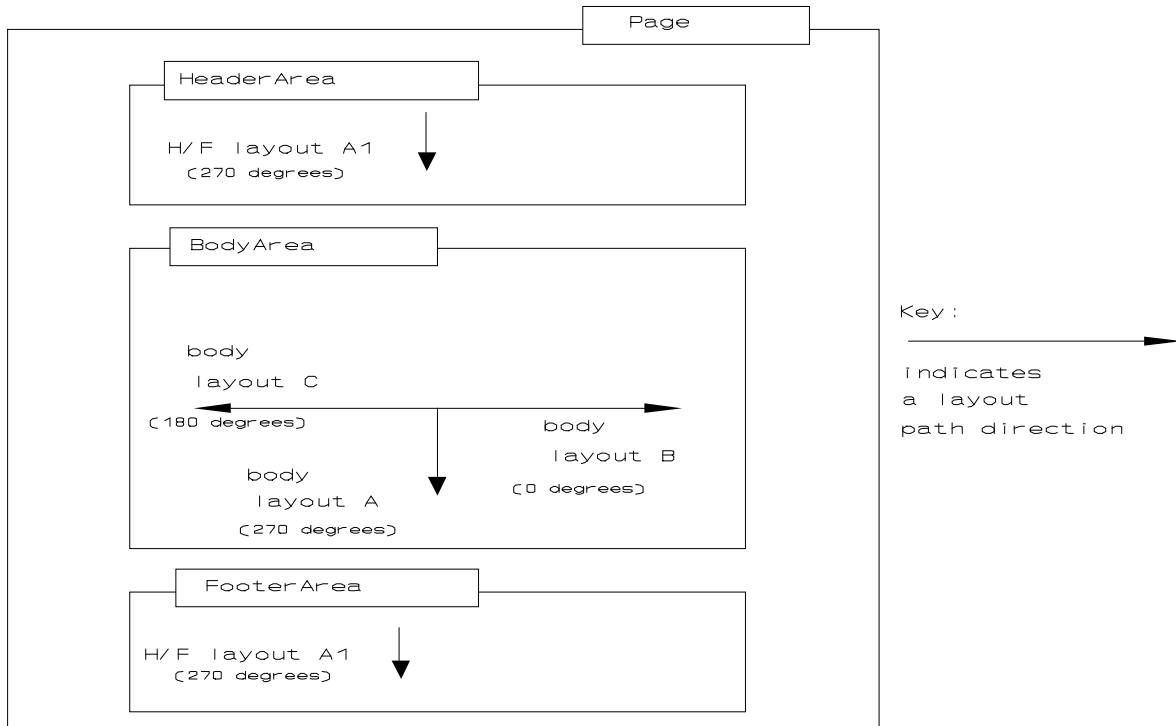 Page
HeaderArea
H/F layout A1
(270 degrees)
BodyArea
body
layout C
(180 degrees)
body
layout B
(0 degrees)
body
layout A
(270 degrees)
FooterArea
H/F layout A1
(270 degrees)
Key:
indicates
a layout
path direction